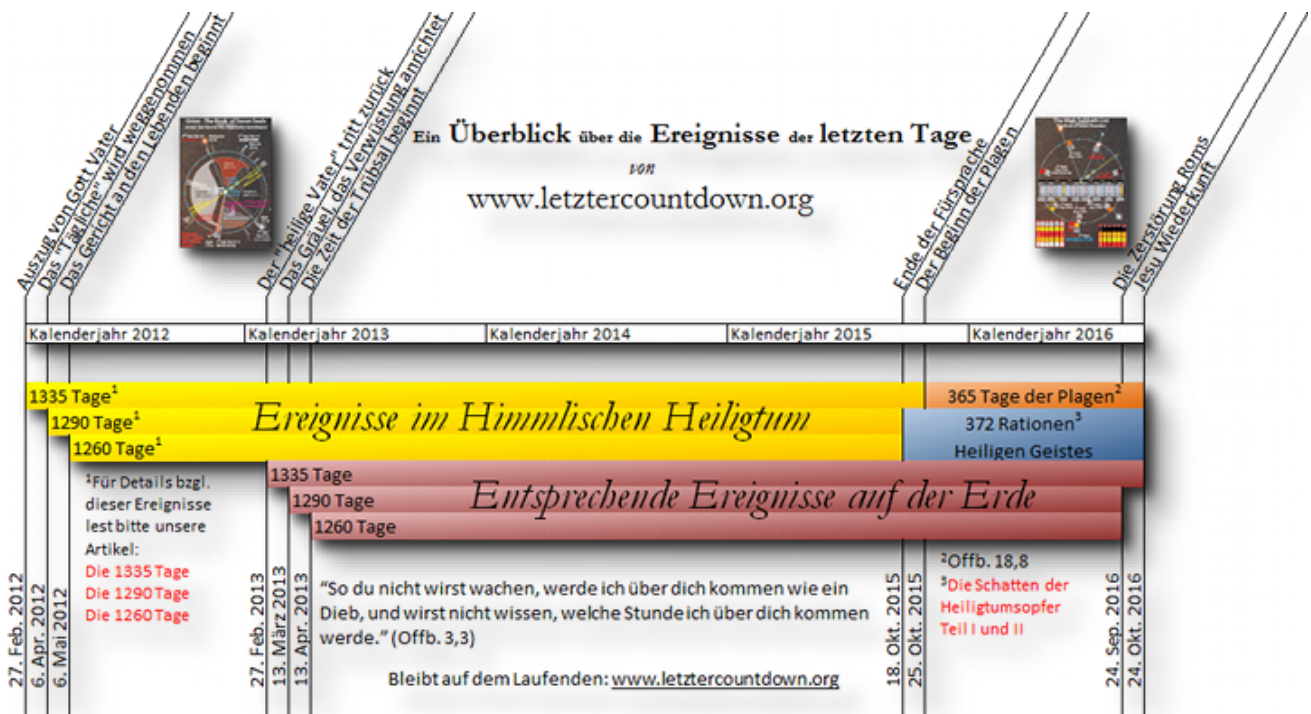 Auszug von Gott Vater
Das "Tägliche" wird weggenommen
Das Gericht an den Lebenden beginnt
Der "heilige Vater" tritt zurück
Das Gräuel, das Verwüstung anrichtet
Die Zeit der Trübsal beginnt
Ein Überblick über die Ereignisse der letzten Tage
von
www.letztercountdown.org
Ende der Fürsprache
Der Beginn der Plagen
Die Zerstörung Roms
Jesu Wiederkunft
Kalenderjahr 2012
Kalenderjahr 2013
Kalenderjahr 2014
Kalenderjahr 2015
Kalenderjahr 2016
1335 Tage¹
1290 Tage¹
1260 Tage¹
Ereignisse im Himmlischen Heiligtum
365 Tage der Plagen²
372 Rationen³
Heiligen Geistes
1335 Tage
1290 Tage
1260 Tage
Entsprechende Ereignisse auf der Erde
¹Für Details bzgl.
dieser Ereignisse
lest bitte unsere
Artikel:
Die 1335 Tage
Die 1290 Tage
Die 1260 Tage
"So du nicht wirst wachen, werde ich über dich kommen wie ein
Dieb, und wirst nicht wissen, welche Stunde ich über dich kommen
werde." (Offb. 3,3)
Bleibt auf dem Laufenden: www.letztercountdown.org
²Offb. 18,8
³Die Schatten der
Heiligtumsopfer
Teil I und II
27. Feb. 2012
6. Apr. 2012
6. Mai 2012
27. Feb. 2013
13. März 2013
13. Apr. 2013
18. Okt. 2015
25. Okt. 2015
24. Sep. 2016
24. Okt. 2016